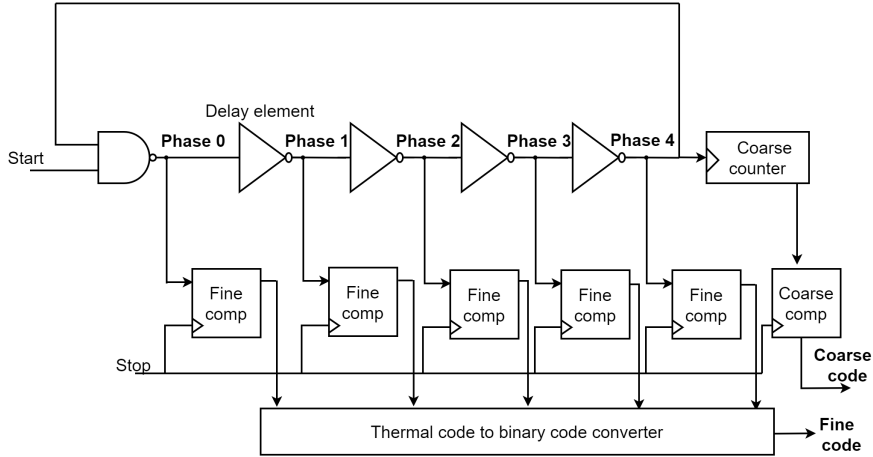 Delay element
Phase 0
Phase 1
Phase 2
Phase 3
Phase 4
Start
Coarse
counter
Fine
comp
Fine
comp
Fine
comp
Fine
comp
Fine
comp
Coarse
comp
Stop
Coarse
code
Thermal code to binary code converter
Fine
code